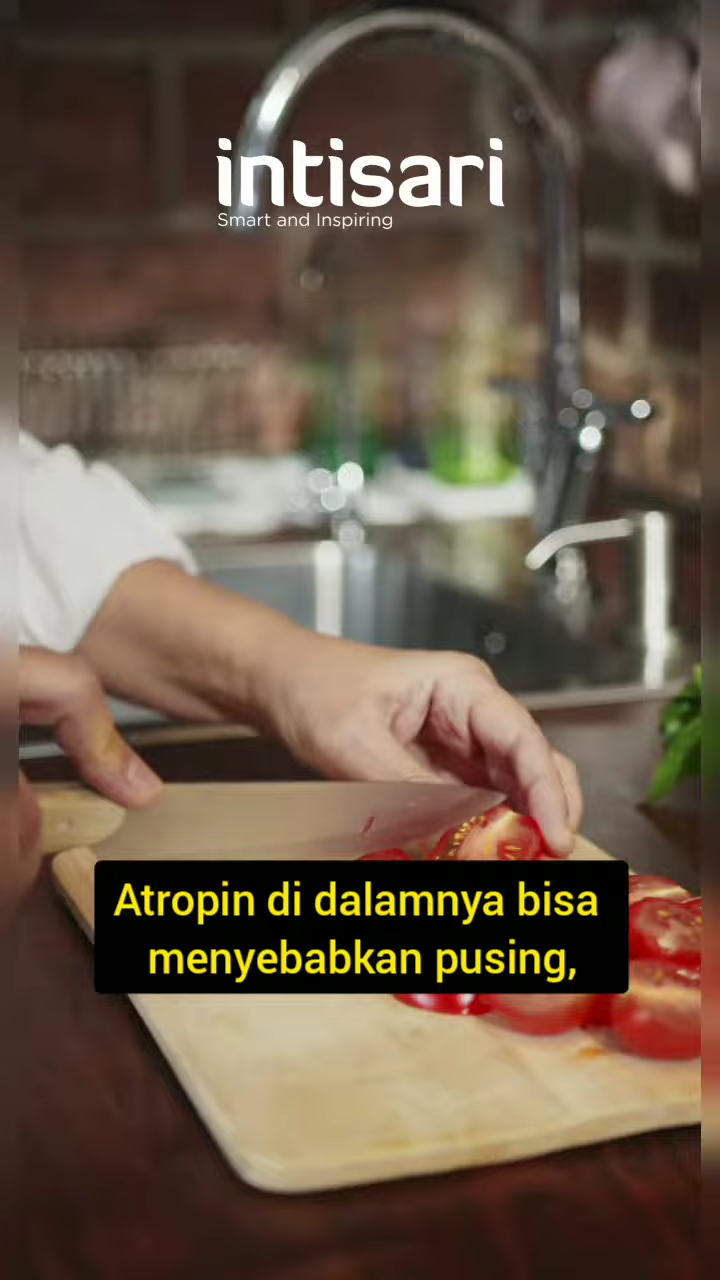 intisari
Smart and Inspiring
Atropin di dalamnya bisa
menyebabkan pusing,